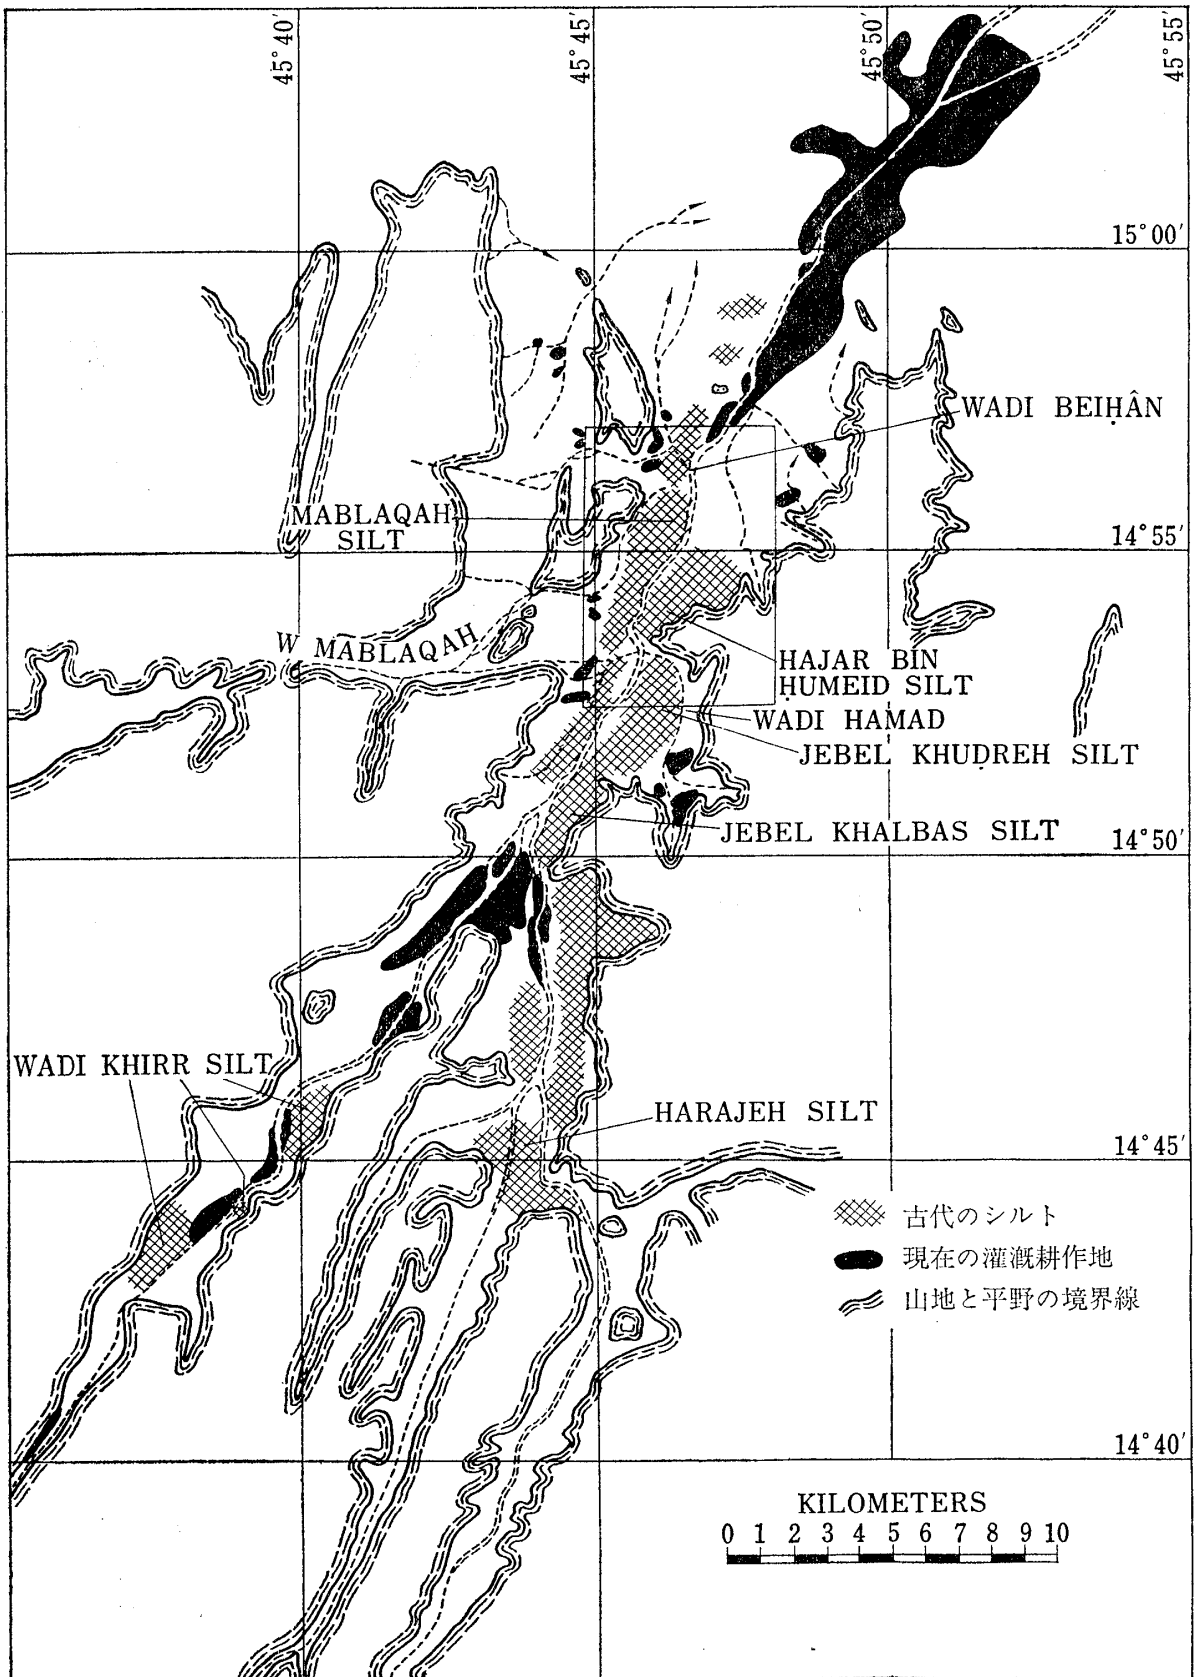 45°40′
45°45′
45°50′
45°55′
15°00′
WADI BEIḤÂN
MABLAQAH
SILT
14°55′
W MABLAQAH
HAJAR BIN
ḤUMEID SILT
WADI HAMAD
JEBEL KHUḌREH SILT
JEBEL KHALBAS SILT
14°50′
WADI KHIRR SILT
HARAJEH SILT
14°45′
古代のシルト
現在の灌漑耕作地
山地と平野の境界線
14°40′
KILOMETERS
0 1 2 3 4 5 6 7 8 9 10